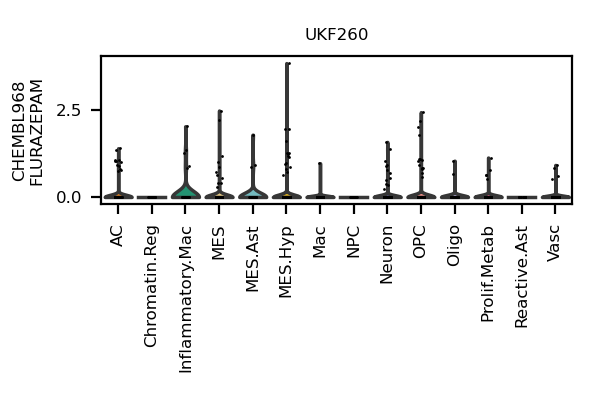 UKF260
CHEMBL968
FLURAZEPAM
2.5
0.0
AC
Chromatin.Reg
Inflammatory.Mac
MES
MES.Ast
MES.Hyp
Mac
NPC
Neuron
OPC
Oligo
Prolif.Metab
Reactive.Ast
Vasc